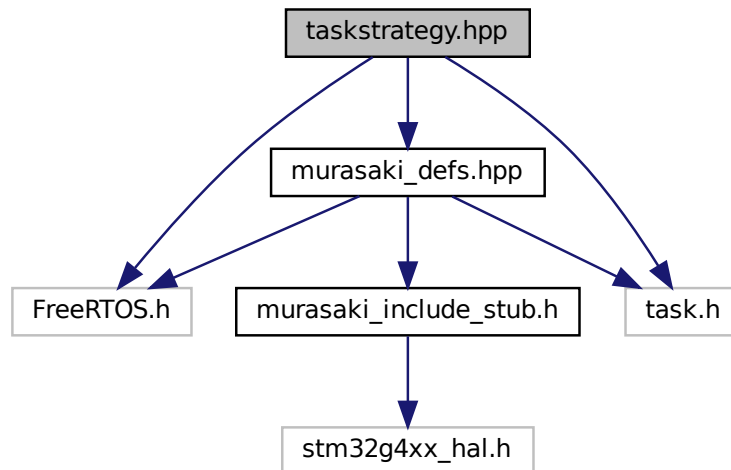 taskstrategy.hpp
murasaki_defs.hpp
FreeRTOS.h
murasaki_include_stub.h
task.h
stm32g4xx_hal.h